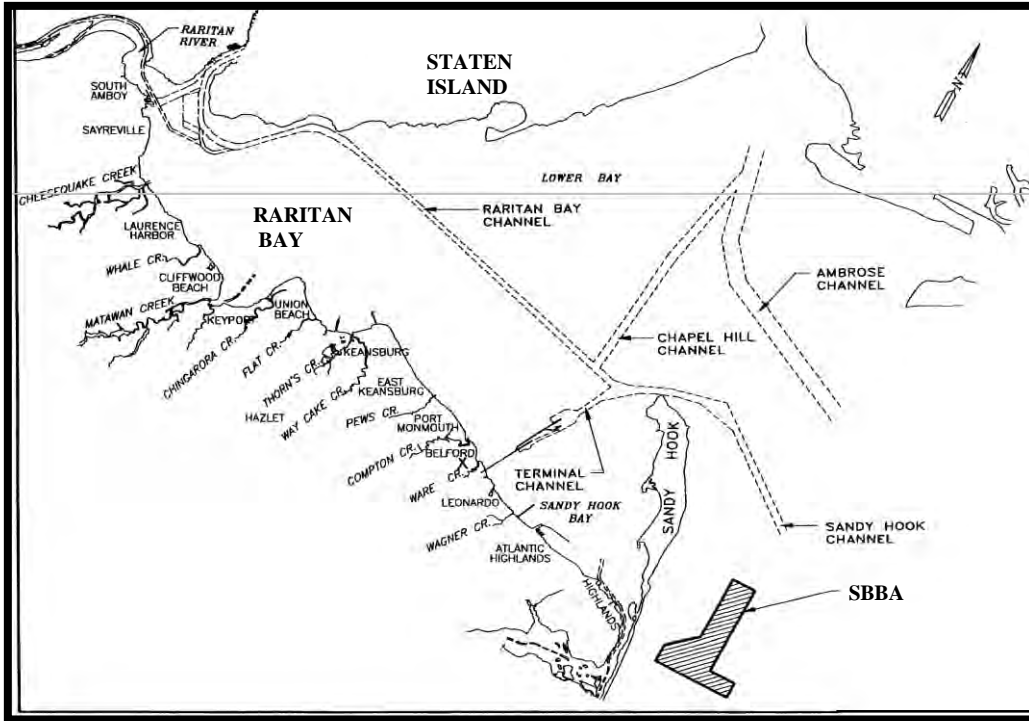 RARITAN
RIVER
STATEN
ISLAND
N
SOUTH
AMBOY
SAYREVILLE
CHEESEQUAKE CREEK
LOWER BAY
RARITAN BAY
CHANNEL
RARITAN
BAY
LAURENCE
HARBOR
WHALE CR.
CLIFFWOOD
BEACH
AMBROSE
CHANNEL
MATAWAN CREEK
KEYPORT
UNION
BEACH
CHINGARORA CR.
FLAT CR.
CHAPEL HILL
CHANNEL
THORN'S CR.
KEANSBURG
HAZLET
WAY CAKE CR.
EAST
KEANSBURG
PEWS CR.
PORT
MONMOUTH
COMPTON CR.
BELFORD
WARE CR.
TERMINAL
CHANNEL
SANDY HOOK
LEONARDO
SANDY HOOK
BAY
WAGNER CR.
SANDY HOOK
CHANNEL
ATLANTIC
HIGHLANDS
HIGHLANDS
SBBA